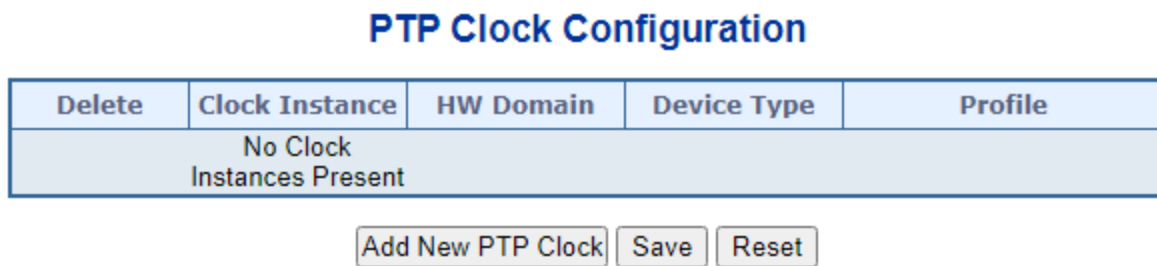 PTP Clock Configuration
Delete Clock Instance HW Domain Device Type Profile
No Clock
Instances Present
Add New PTP Clock Save Reset